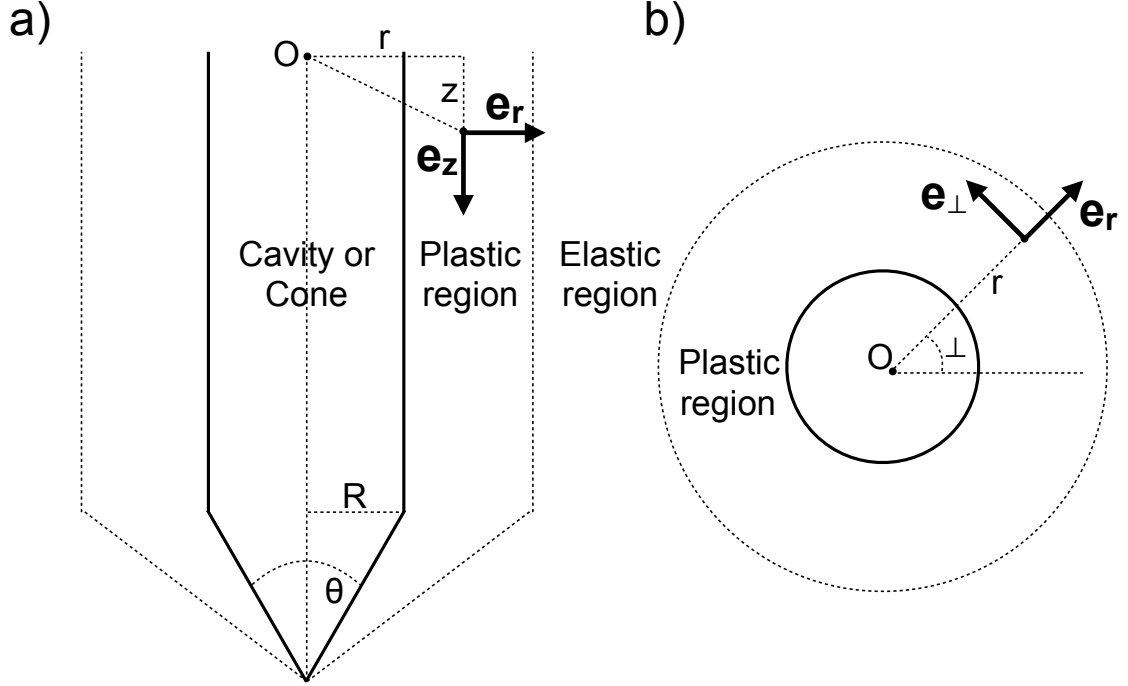 a)
O
r
z
e_r
e_z
Cavity or
Cone
Plastic
region
Elastic
region
R
θ
b)
e_⊥
e_r
r
O
⊥
Plastic
region